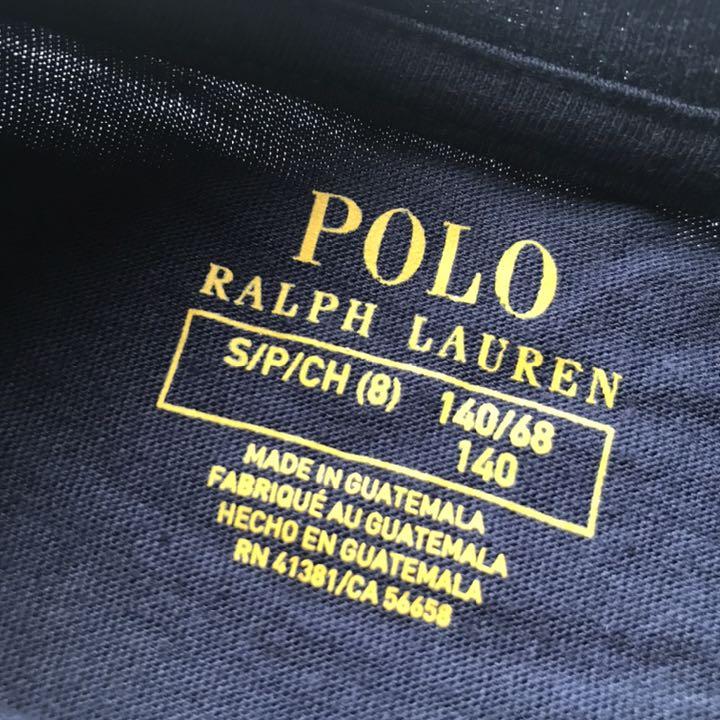 POLO
RALPH LAUREN
S/P/CH (8) 140/68
140
MADE IN GUATEMALA
FABRIQUÉ AU GUATEMALA
HECHO EN GUATEMALA
RN 41381/CA 56658